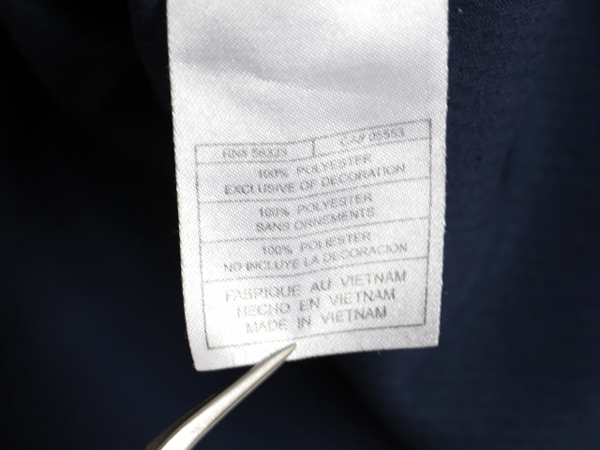 RN# 56323 CA# 05553
100% POLYESTER
EXCLUSIVE OF DECORATION
100% POLYESTER
SANS ORNEMENTS
100% POLIESTER
NO INCLUYE LA DECORACION
FABRIQUE AU VIETNAM
HECHO EN VIETNAM
MADE IN VIETNAM